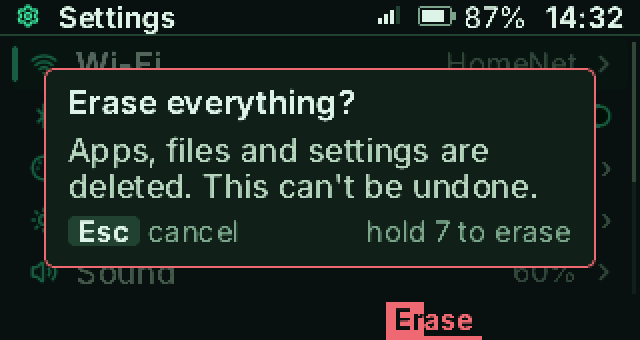 Settings 87% 14:32
Wi-Fi HomeNet
Erase everything?
Apps, files and settings are
deleted. This can't be undone.
Esc cancel hold 7 to erase
Sound 60%
Erase